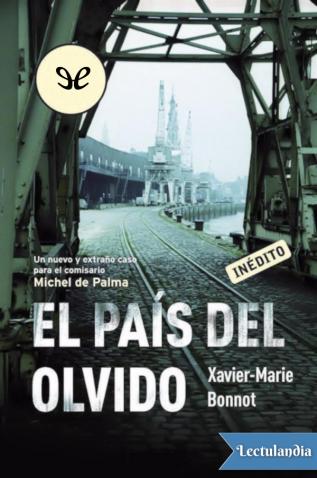 Un nuevo y extraño caso
para el comisario
Michel de Palma
INÉDITO
EL PAÍS DEL
OLVIDO
Xavier-Marie
Bonnot
Lectulandia